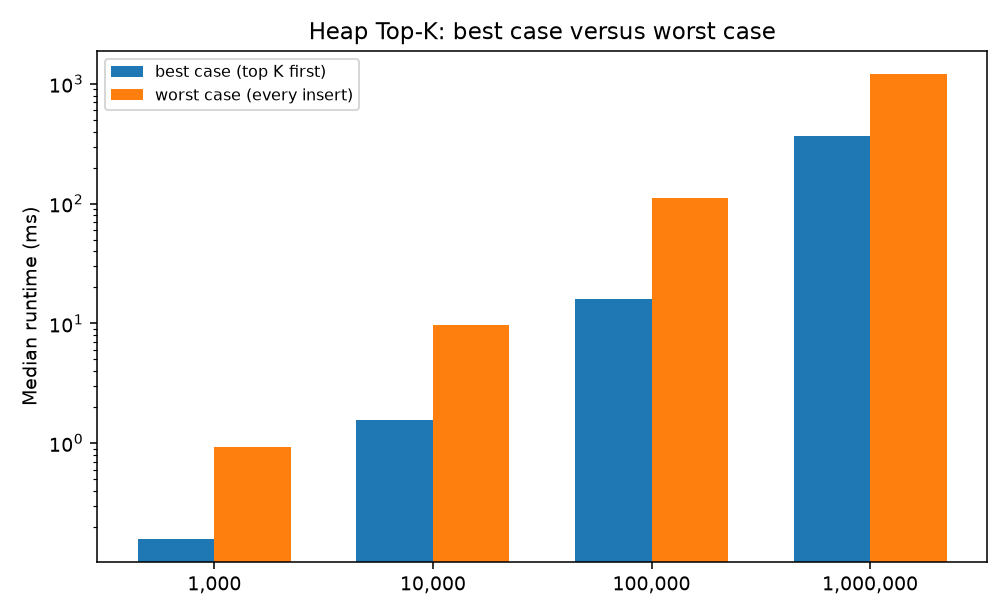 Heap Top-K: best case versus worst case
best case (top K first)
worst case (every insert)
Median runtime (ms)
10³
10²
10¹
10⁰
1,000 10,000 100,000 1,000,000